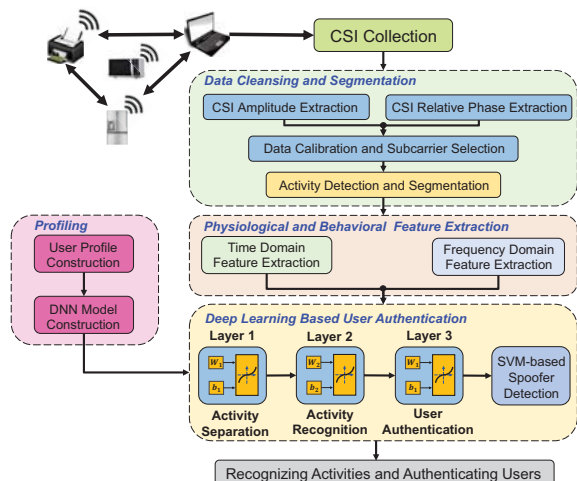 CSI Collection
Data Cleansing and Segmentation
CSI Amplitude Extraction
CSI Relative Phase Extraction
Data Calibration and Subcarrier Selection
Activity Detection and Segmentation
Profiling
User Profile
Construction
DNN Model
Construction
Physiological and Behavioral Feature Extraction
Time Domain
Feature Extraction
Frequency Domain
Feature Extraction
Deep Learning Based User Authentication
Layer 1
W₁
b₁
Activity
Separation
Layer 2
W₂
b₂
Activity
Recognition
Layer 3
W₁
b₁
User
Authentication
SVM-based
Spoofer
Detection
Recognizing Activities and Authenticating Users